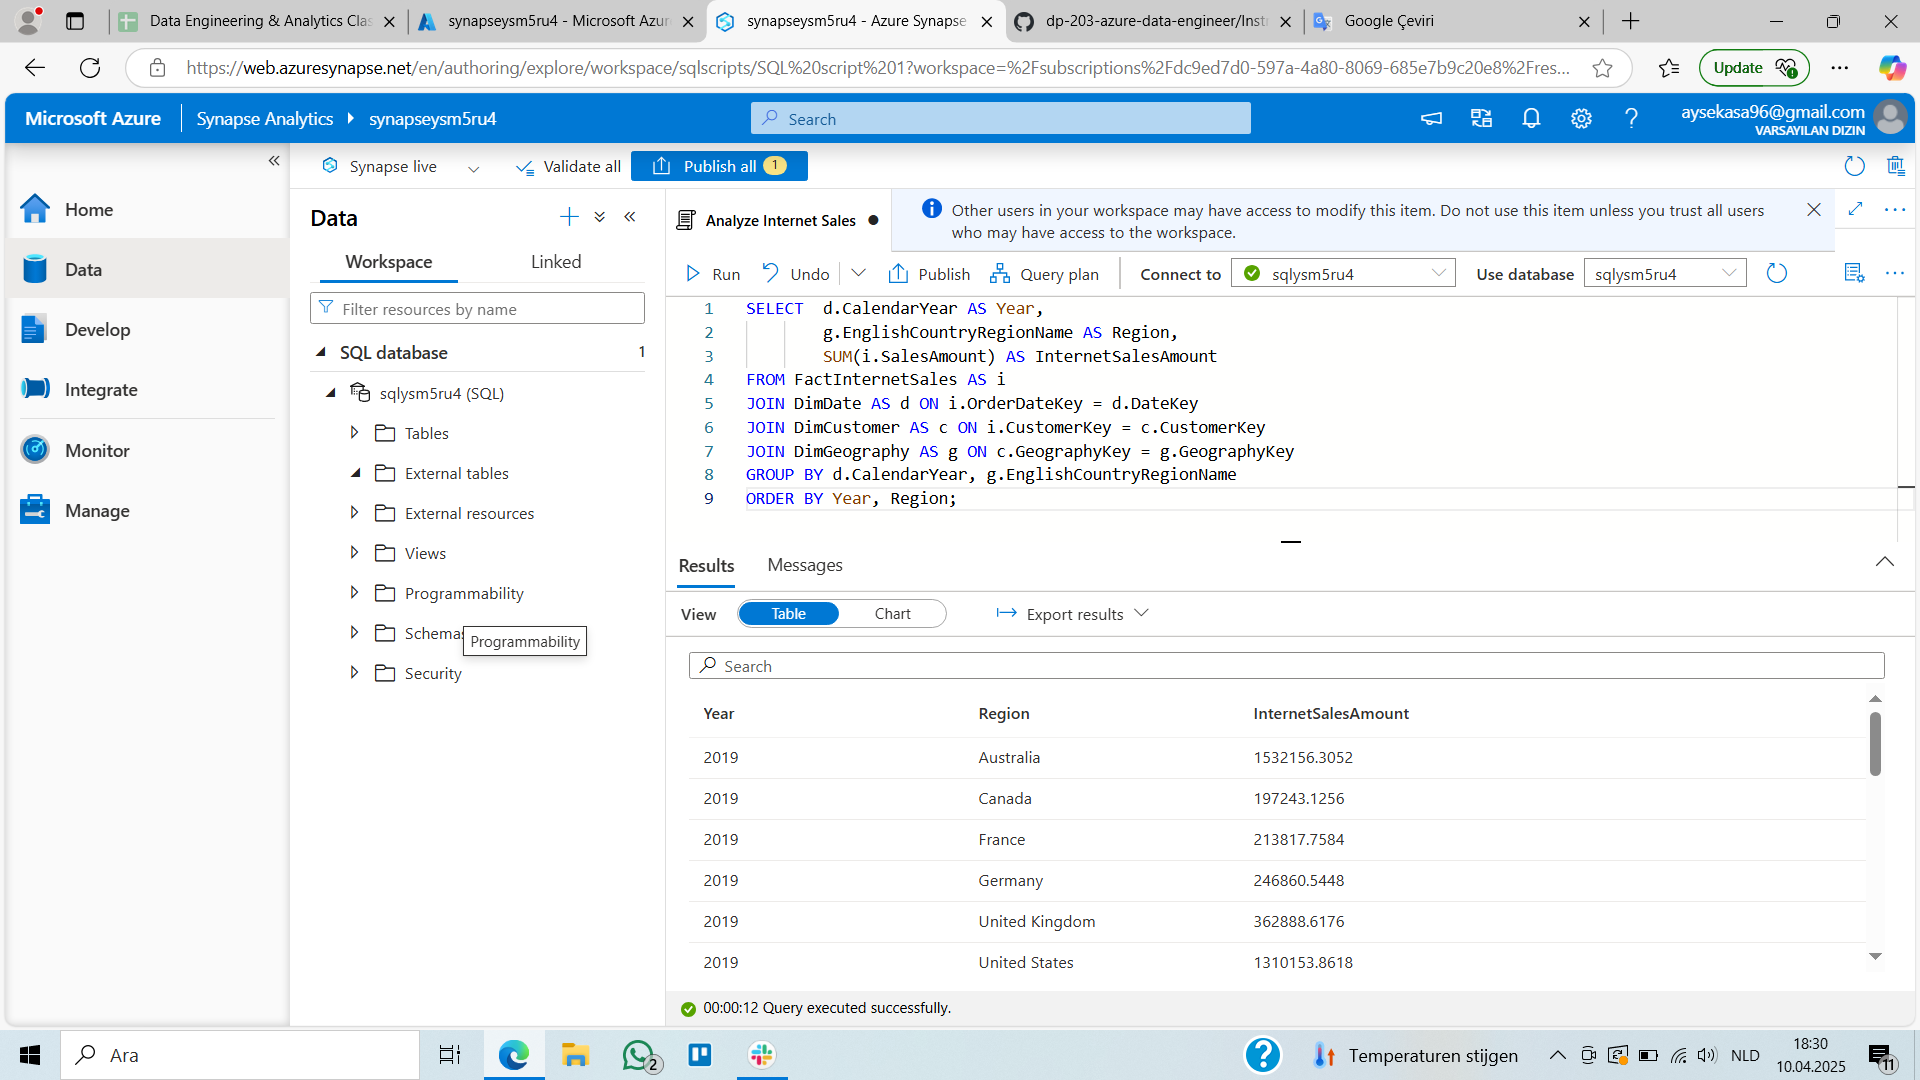 Data Engineering & Analytics Clas
synapseysm5ru4 - Microsoft Azur
synapseysm5ru4 - Azure Synapse
dp-203-azure-data-engineer/Instr
Google Çeviri
https://web.azuresynapse.net/en/authoring/explore/workspace/sqlscripts/SQL%20script%201?workspace=%2Fsubscriptions%2Fdc9ed7d0-597a-4a80-8069-685e7b9c20e8%2Fres...
Update
Microsoft Azure
Synapse Analytics
synapseysm5ru4
Search
aysekasa96@gmail.com
VARSAYILAN DIZIN
Synapse live
Validate all
Publish all
1
Home
Data
Develop
Integrate
Monitor
Manage
Data
Workspace
Linked
Filter resources by name
SQL database
1
sqlysm5ru4 (SQL)
Tables
External tables
External resources
Views
Programmability
Schemas
Programmability
Security
Analyze Internet Sales
Other users in your workspace may have access to modify this item. Do not use this item unless you trust all users
who may have access to the workspace.
Run
Undo
Publish
Query plan
Connect to
sqlysm5ru4
Use database
sqlysm5ru4
1 SELECT d.CalendarYear AS Year,
2 g.EnglishCountryRegionName AS Region,
3 SUM(i.SalesAmount) AS InternetSalesAmount
4 FROM FactInternetSales AS i
5 JOIN DimDate AS d ON i.OrderDateKey = d.DateKey
6 JOIN DimCustomer AS c ON i.CustomerKey = c.CustomerKey
7 JOIN DimGeography AS g ON c.GeographyKey = g.GeographyKey
8 GROUP BY d.CalendarYear, g.EnglishCountryRegionName
9 ORDER BY Year, Region;
Results
Messages
View
Table
Chart
Export results
Search
Year Region InternetSalesAmount
2019 Australia 1532156.3052
2019 Canada 197243.1256
2019 France 213817.7584
2019 Germany 246860.5448
2019 United Kingdom 362888.6176
2019 United States 1310153.8618
00:00:12 Query executed successfully.
Ara
2
Temperaturen stijgen
NLD
18:30
10.04.2025
11